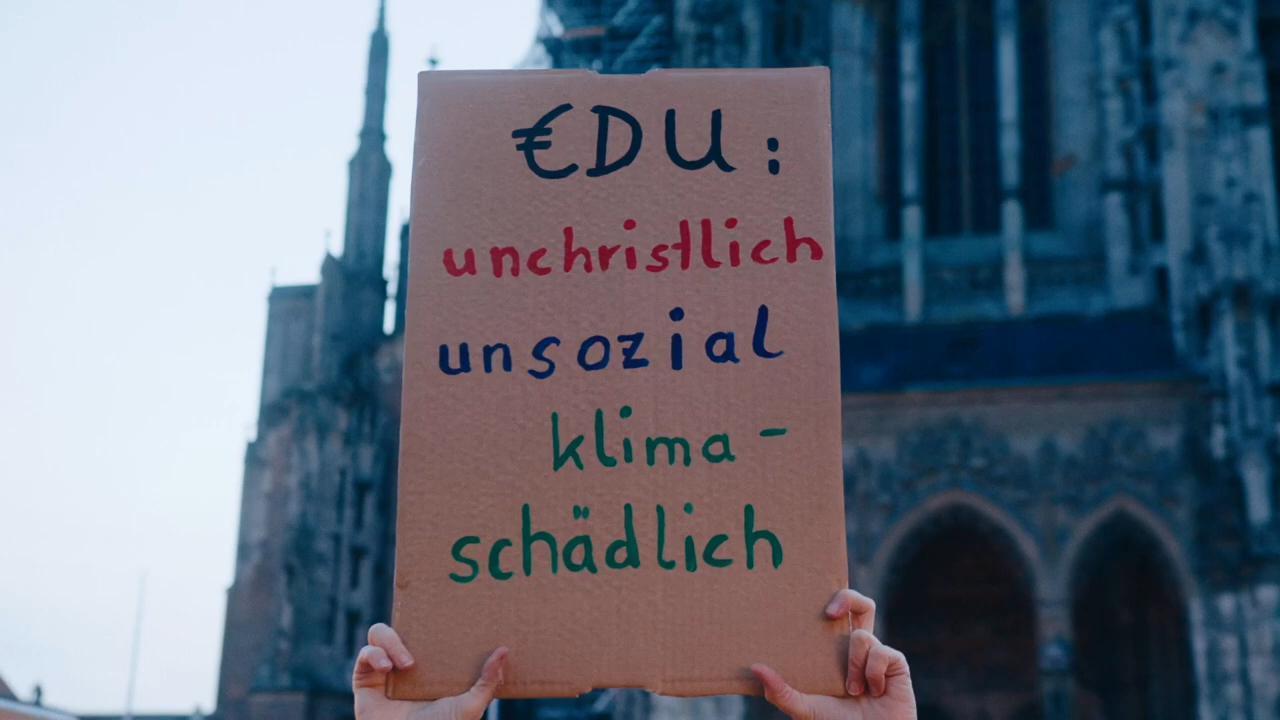 €DU:
unchristlich
unsozial
klima-
schädlich